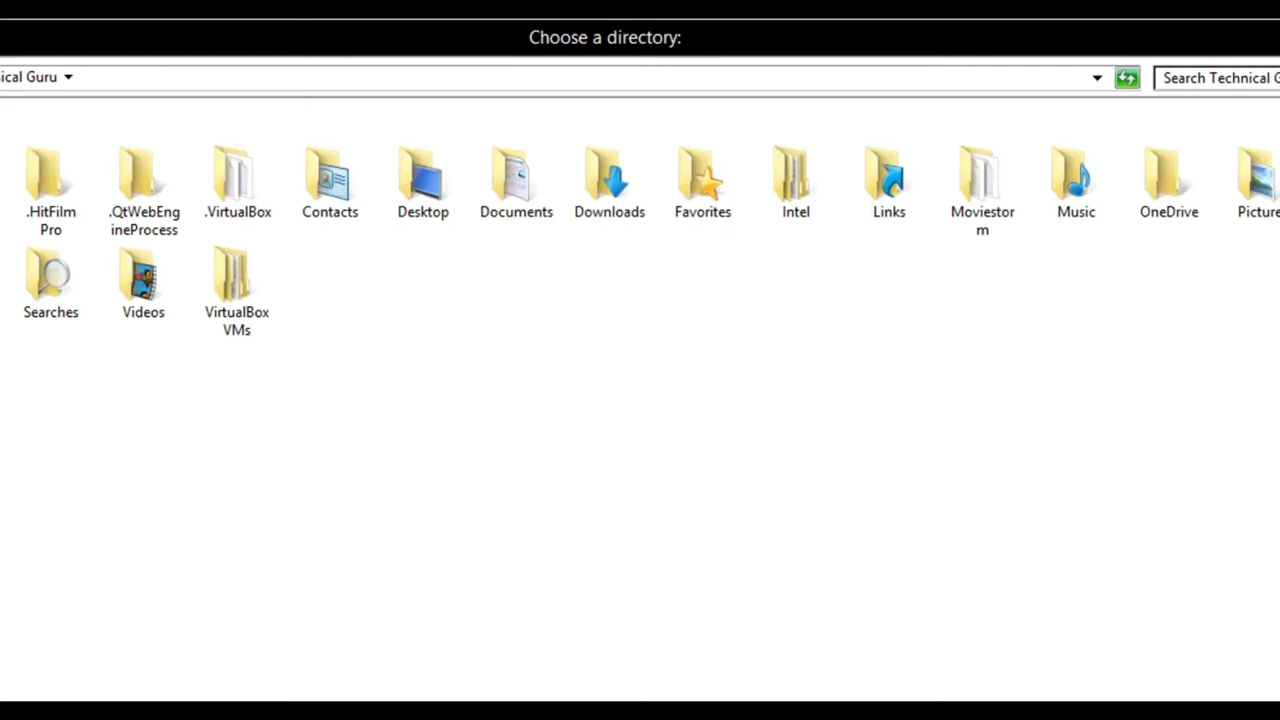 Choose a directory:
ical Guru
Search Technical G
.HitFilm
Pro
.QtWebEng
ineProcess
.VirtualBox
Contacts
Desktop
Documents
Downloads
Favorites
Intel
Links
Moviestor
m
Music
OneDrive
Picture
Searches
Videos
VirtualBox
VMs